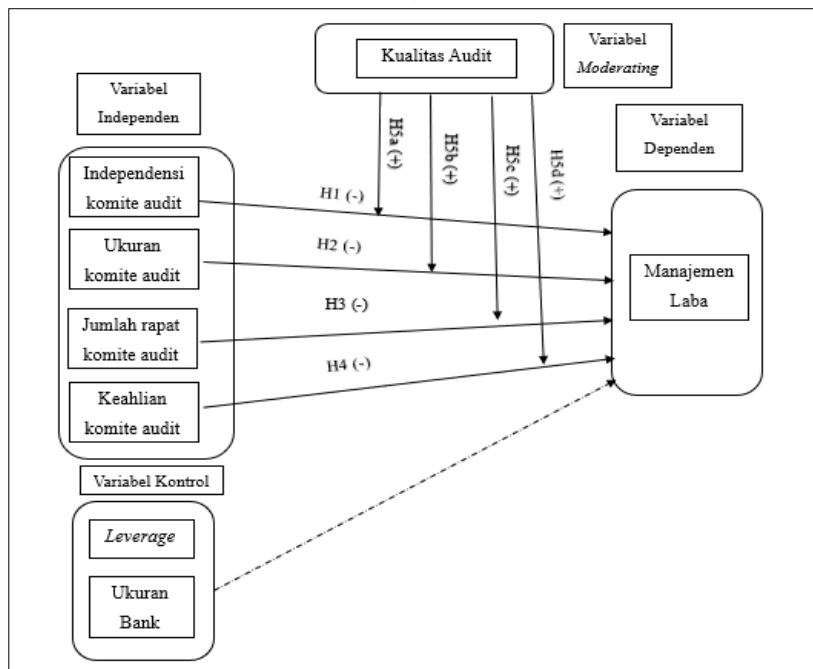 Kualitas Audit
Variabel
Moderating
Variabel
Independen
Variabel
Dependen
H5a (+)
H5b (+)
H5c (+)
H5d (+)
Independensi
komite audit
H1 (-)
Ukuran
komite audit
H2 (-)
Manajemen
Laba
Jumlah rapat
komite audit
H3 (-)
Keahlian
komite audit
H4 (-)
Variabel Kontrol
Leverage
Ukuran
Bank